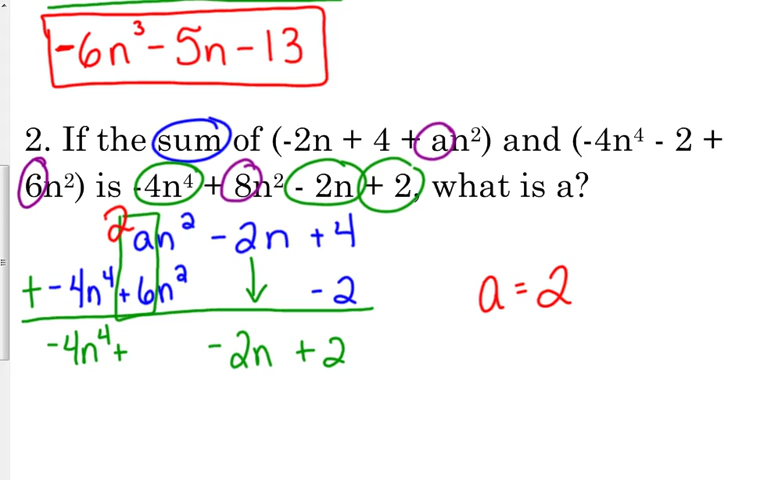 -6n³ - 5n - 13
2. If the sum of (-2n + 4 + an²) and (-4n⁴ - 2 +
6n²) is -4n⁴ + 8n² - 2n + 2, what is a?
2 an² - 2n + 4
+ -4n⁴ + 6n² ↓ - 2
a = 2
-4n⁴ + - 2n + 2